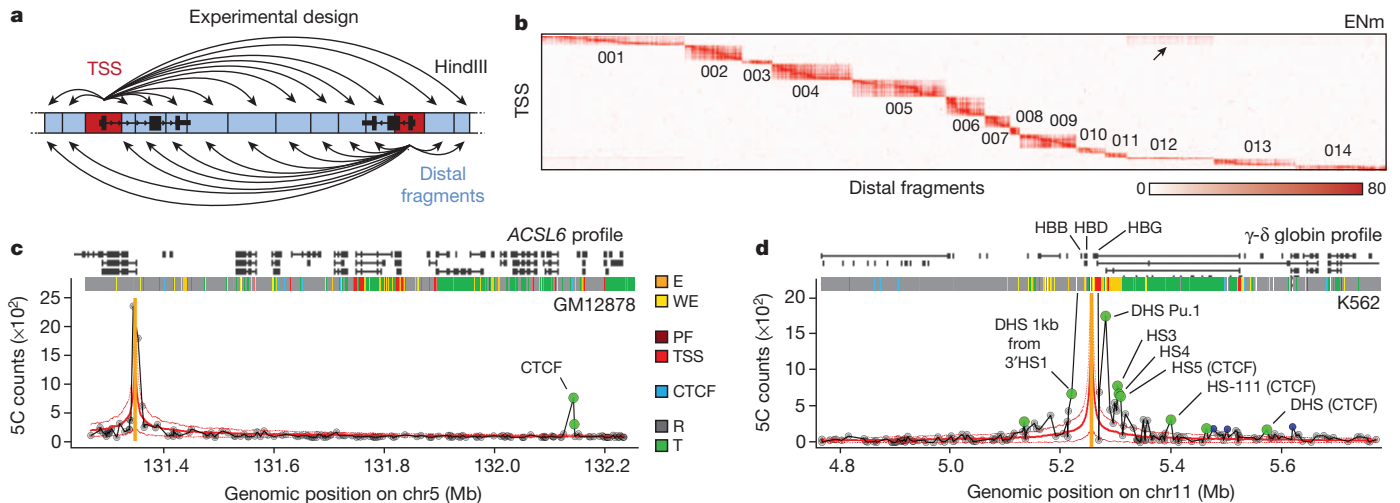 a
Experimental design
TSS
HindIII
Distal
fragments
b
ENm
TSS
001
002
003
004
005
006
007
008
009
010
011
012
013
014
Distal fragments
0
80
c
ACSL6 profile
GM12878
25
20
15
10
5
0
5C counts (×10²)
CTCF
131.4
131.6
131.8
132.0
132.2
Genomic position on chr5 (Mb)
E
WE
PF
TSS
CTCF
R
T
d
HBB
HBD
HBG
γ-δ globin profile
K562
20
15
10
5
0
5C counts (×10²)
DHS 1kb
from
3′HS1
DHS Pu.1
HS3
HS4
HS5 (CTCF)
HS-111 (CTCF)
DHS (CTCF)
4.8
5.0
5.2
5.4
5.6
Genomic position on chr11 (Mb)